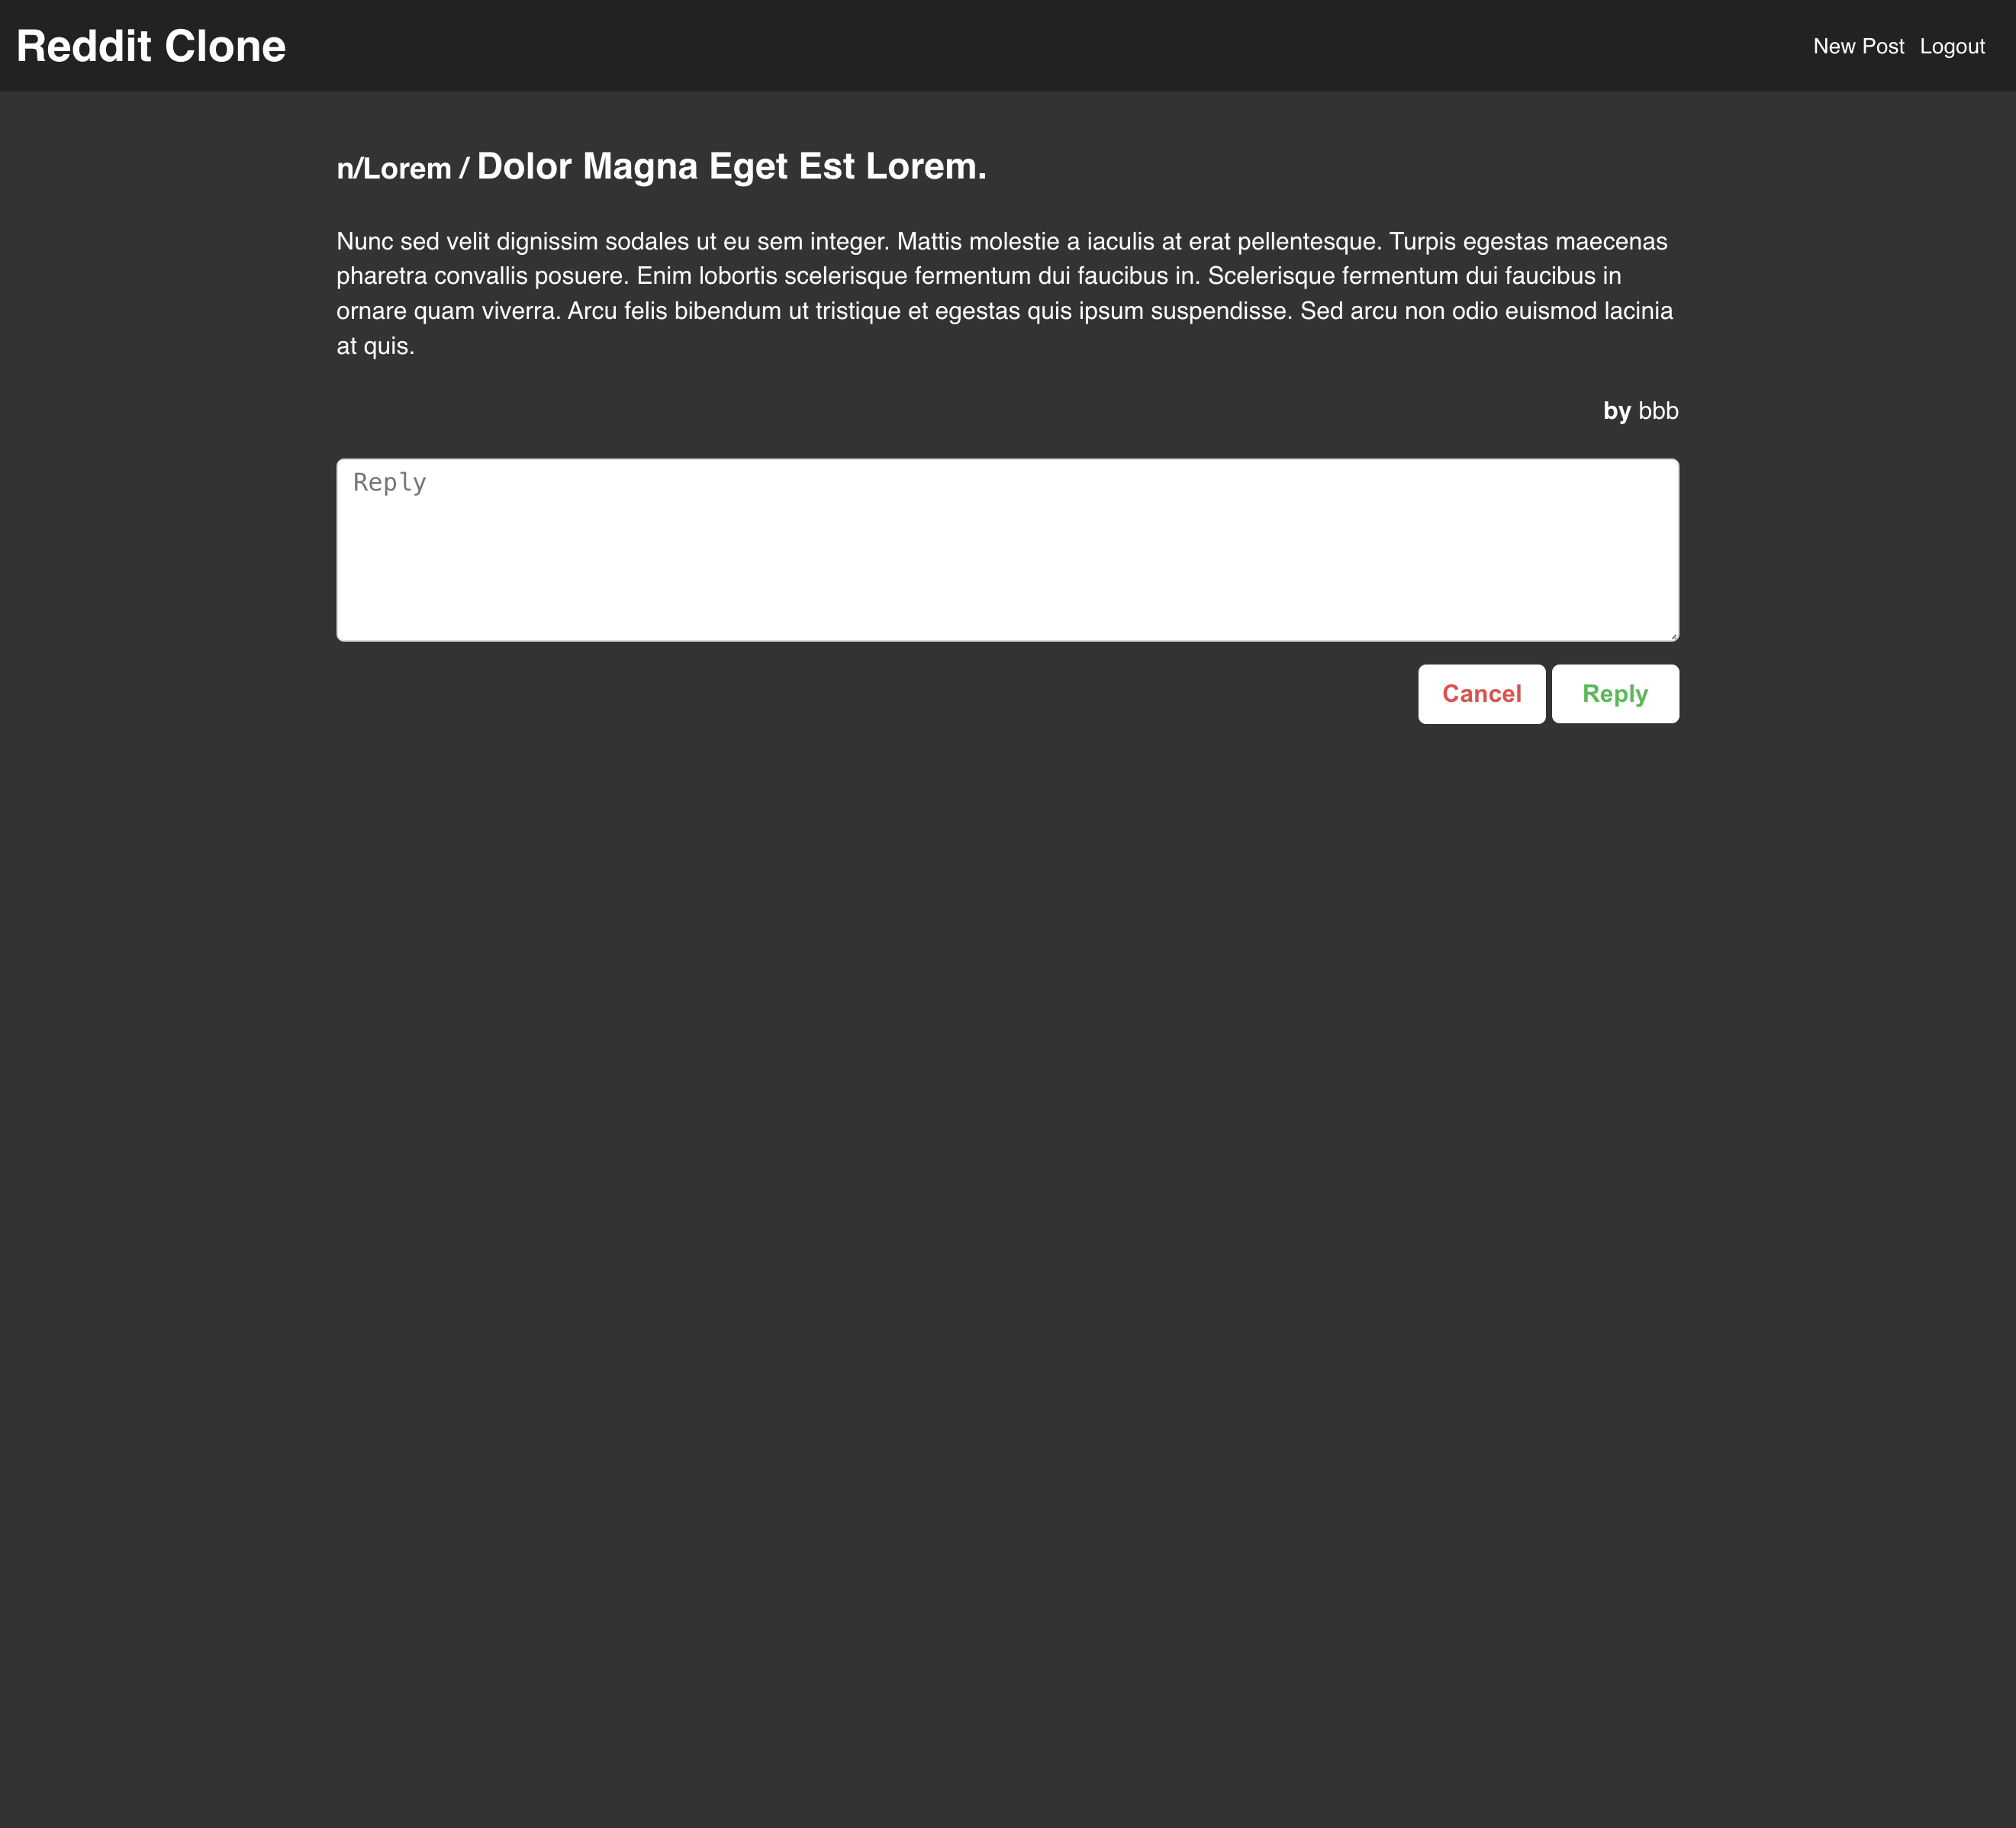 Reddit Clone
New Post Logout
n/Lorem / Dolor Magna Eget Est Lorem.
Nunc sed velit dignissim sodales ut eu sem integer. Mattis molestie a iaculis at erat pellentesque. Turpis egestas maecenas
pharetra convallis posuere. Enim lobortis scelerisque fermentum dui faucibus in. Scelerisque fermentum dui faucibus in
ornare quam viverra. Arcu felis bibendum ut tristique et egestas quis ipsum suspendisse. Sed arcu non odio euismod lacinia
at quis.
by bbb
Reply
Cancel Reply